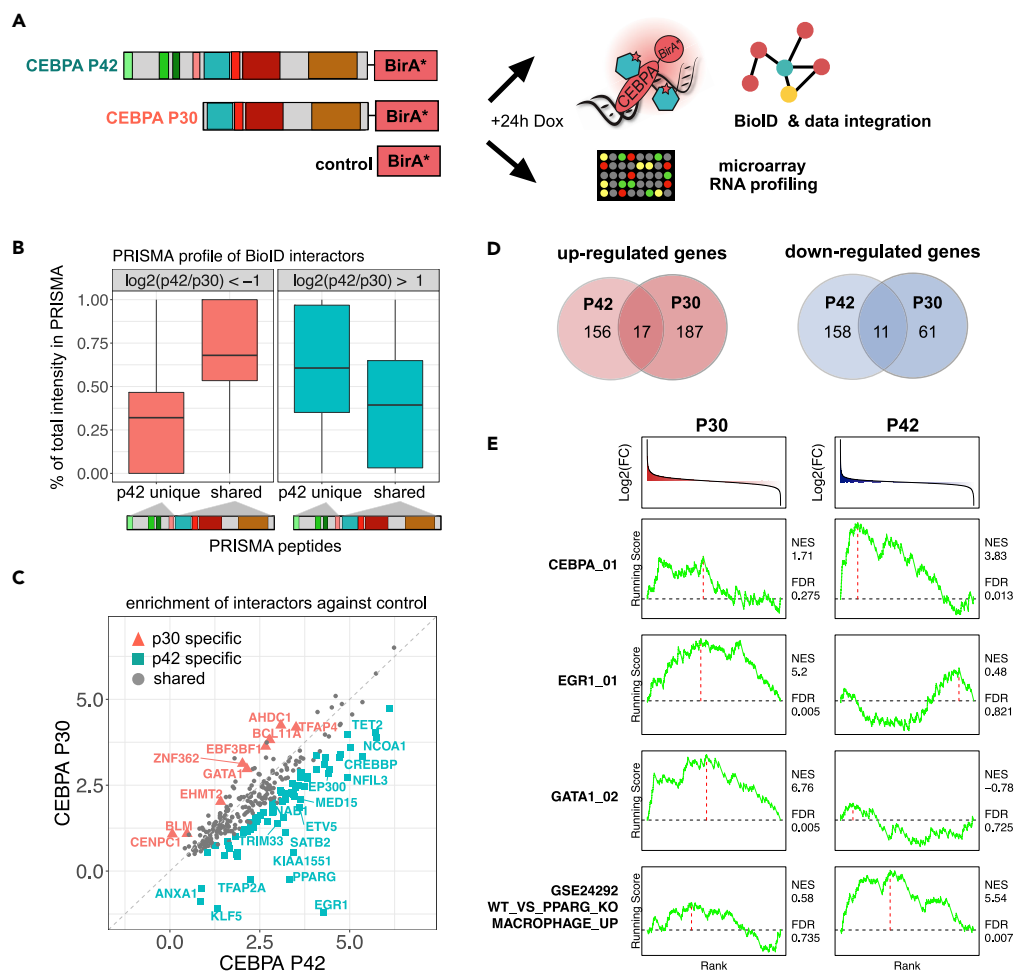 A
CEBPA P42
BirA*
CEBPA P30
BirA*
control
BirA*
+24h Dox
CEBPA
BirA*
BioID & data integration
microarray
RNA profiling
B
PRISMA profile of BioID interactors
log2(p42/p30) < −1
log2(p42/p30) > 1
% of total intensity in PRISMA
1.00
0.75
0.50
0.25
0.00
p42 unique
shared
p42 unique
shared
PRISMA peptides
C
enrichment of interactors against control
p30 specific
p42 specific
shared
CEBPA P30
5.0
2.5
0.0
AHDC1
TFAP4
BCL11A
EBF3BF1
ZNF362
GATA1
EHMT2
BLM
CENPC1
TET2
NCOA1
CREBBP
NFIL3
EP300
MED15
NAB1
ETV5
TRIM33
SATB2
KIAA1551
PPARG
TFAP2A
ANXA1
KLF5
EGR1
0.0
2.5
5.0
CEBPA P42
D
up-regulated genes
P42
P30
156
17
187
down-regulated genes
P42
P30
158
11
61
E
P30
P42
Log2(FC)
Log2(FC)
CEBPA_01
Running Score
NES
1.71
FDR
0.275
NES
3.83
FDR
0.013
EGR1_01
Running Score
NES
5.2
FDR
0.005
NES
0.48
FDR
0.821
GATA1_02
Running Score
NES
6.76
FDR
0.005
NES
−0.78
FDR
0.725
GSE24292
WT_VS_PPARG_KO
MACROPHAGE_UP
Running Score
NES
0.58
FDR
0.735
NES
5.54
FDR
0.007
Rank